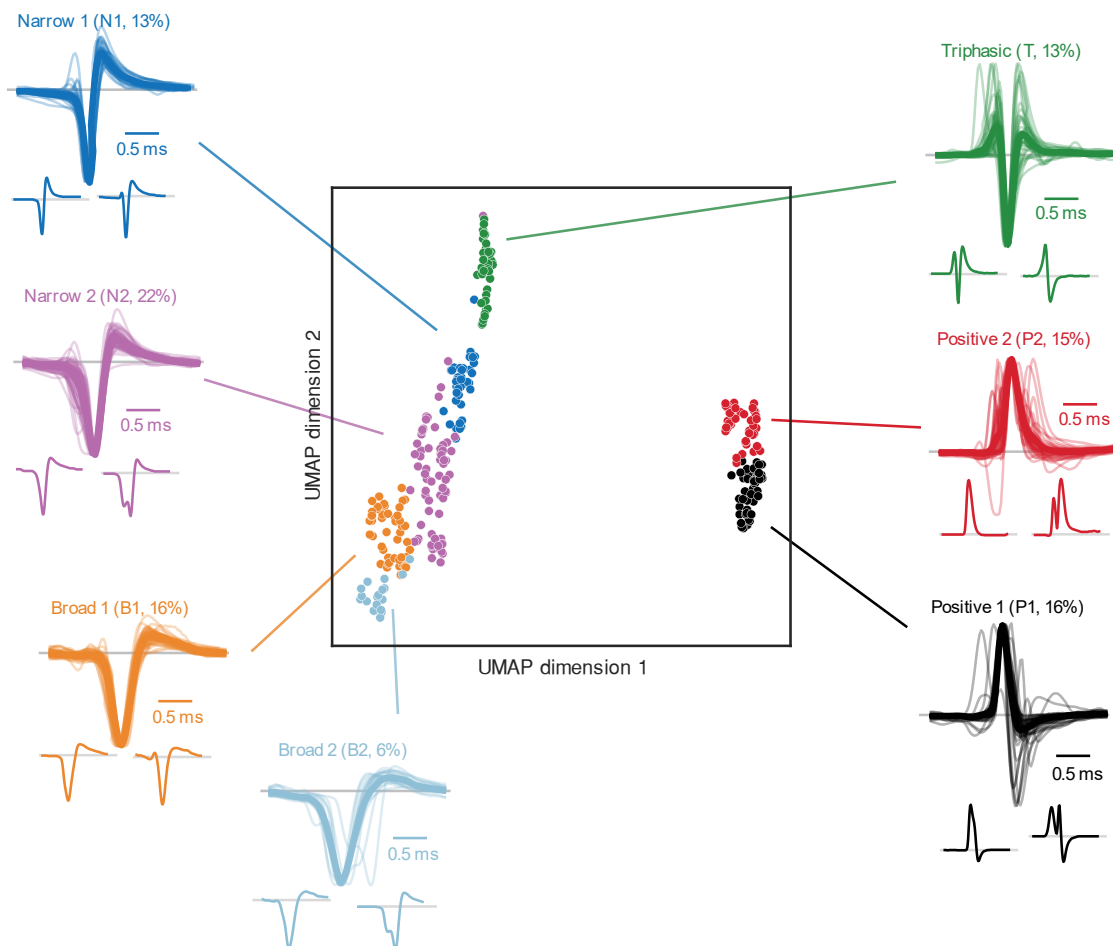 Narrow 1 (N1, 13%)
0.5 ms
Triphasic (T, 13%)
0.5 ms
Narrow 2 (N2, 22%)
0.5 ms
Positive 2 (P2, 15%)
0.5 ms
UMAP dimension 2
UMAP dimension 1
Broad 1 (B1, 16%)
0.5 ms
Positive 1 (P1, 16%)
0.5 ms
Broad 2 (B2, 6%)
0.5 ms